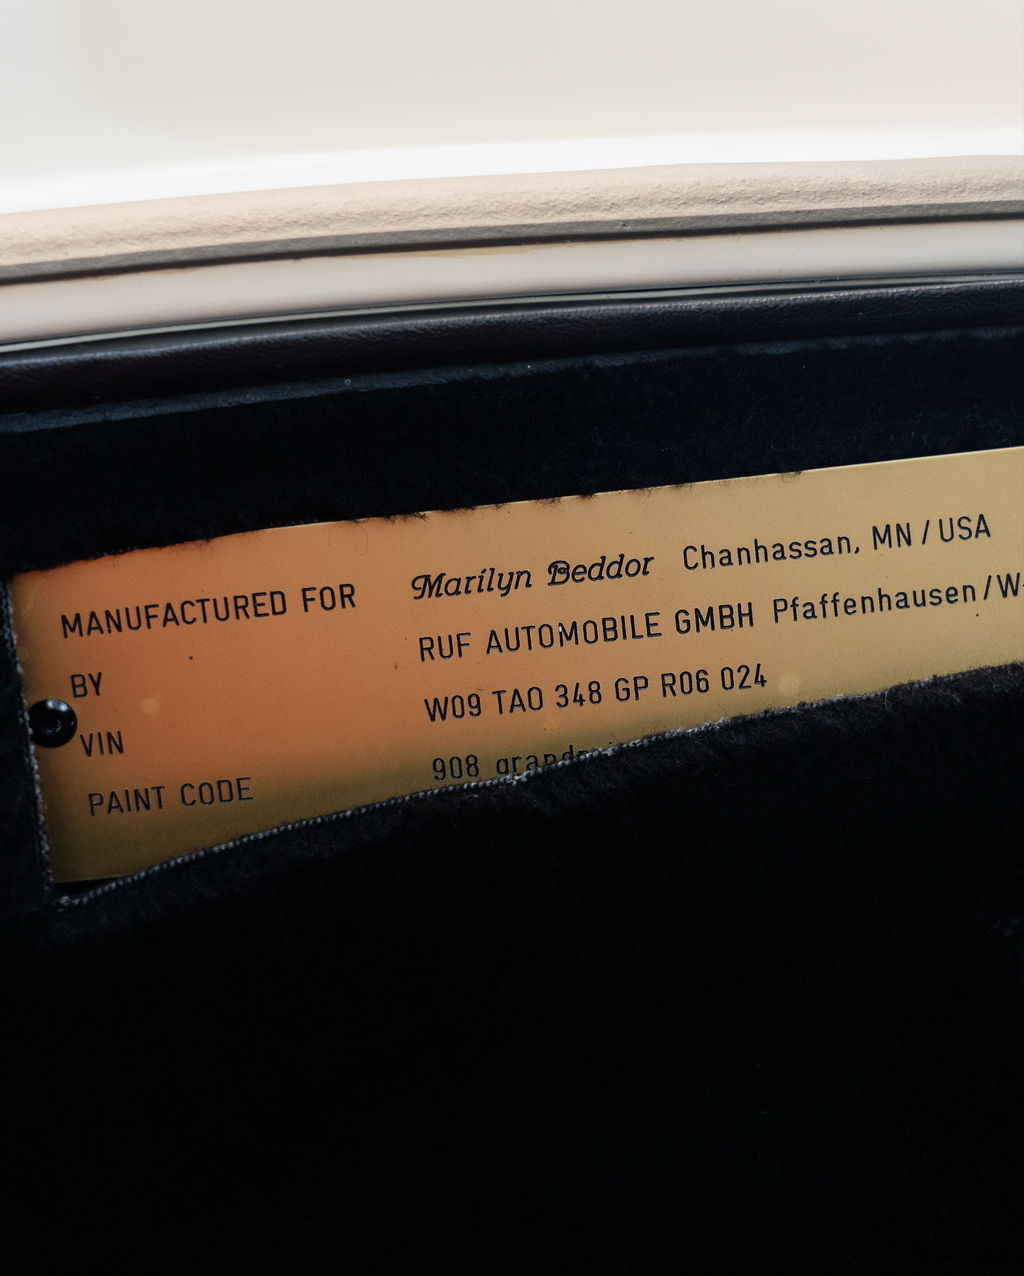 MANUFACTURED FOR Marilyn Beddor Chanhassan, MN / USA
BY RUF AUTOMOBILE GMBH Pfaffenhausen / W-
VIN W09 TA0 348 GP R06 024
PAINT CODE 908